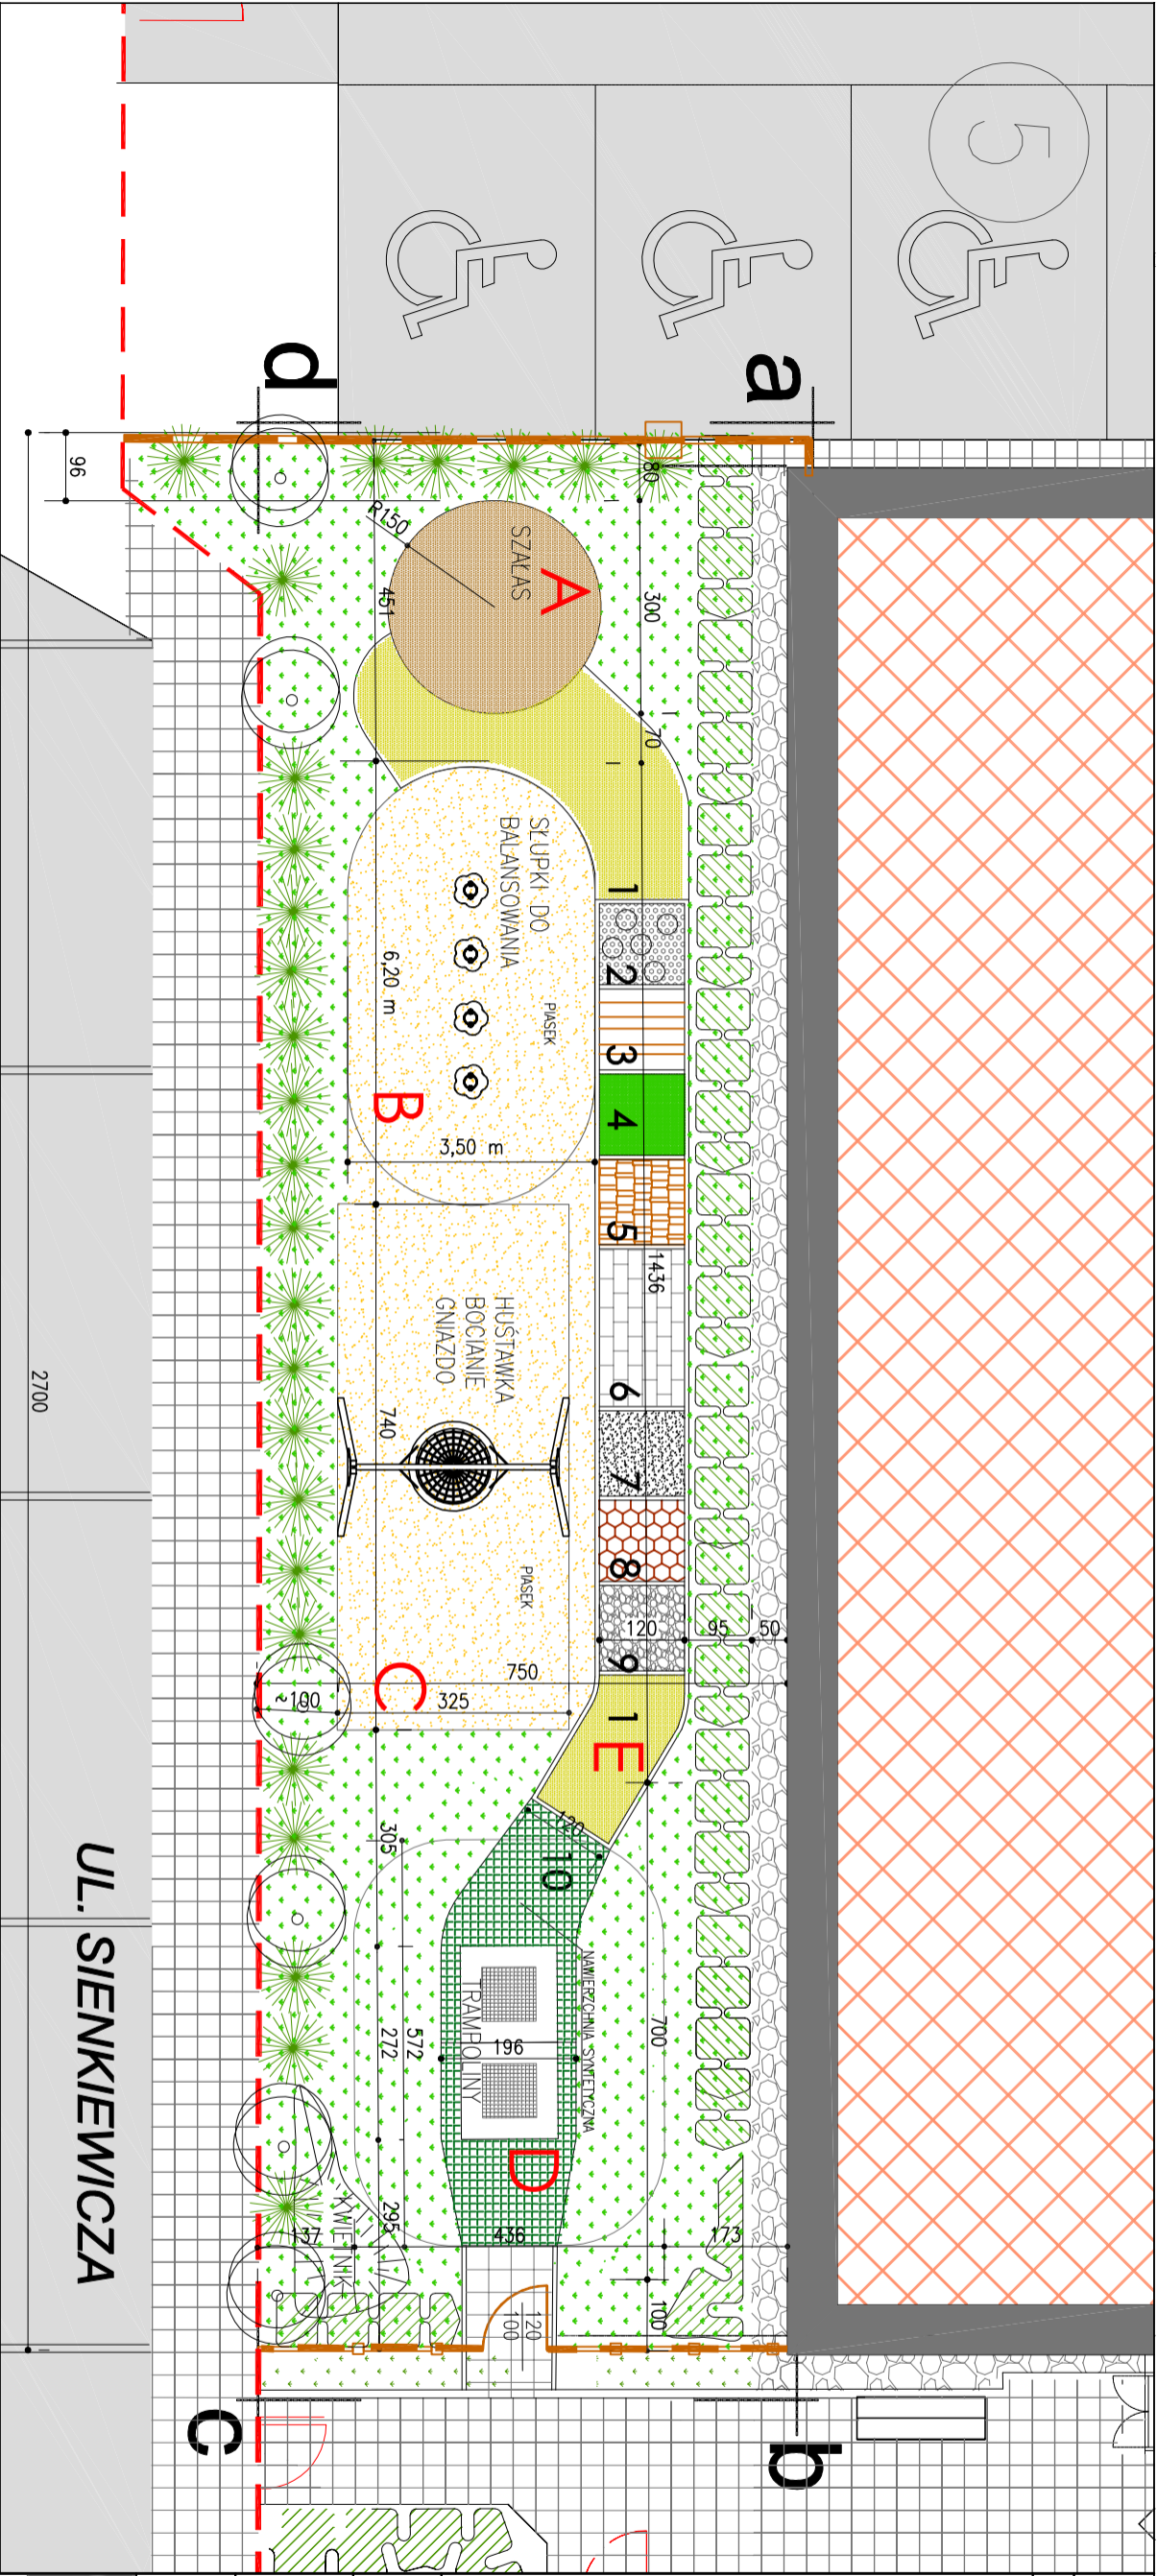 5
a
d
96
80
R150
SZAŁAS
A
451
300
70
SŁUPKI DO
BALANSOWANIA
PIASEK
6,20 m
B
3,50 m
1
2
3
4
5
1436
6
7
8
120
95
50
9
HUŚTAWKA
BOCIANIE
GNIAZDO
740
PIASEK
2700
750
C
~100
325
1
E
120
10
305
NAWIERZCHNIA SYNTETYCZNA
TRAMPOLINY
196
700
572
272
D
UL. SIENKIEWICZA
295
KWIETNIK
137
436
173
120
100
100
c
b